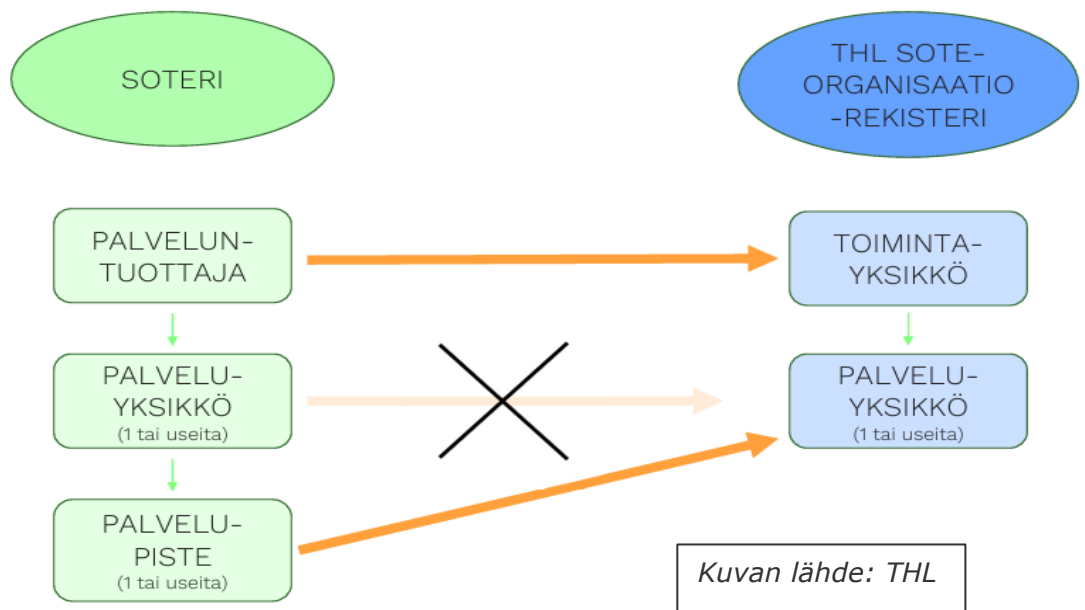 SOTERI
THL SOTE-
ORGANISAATIO
-REKISTERI
PALVELUN-
TUOTTAJA
TOIMINTA-
YKSIKKÖ
PALVELU-
YKSIKKÖ
(1 tai useita)
PALVELU-
YKSIKKÖ
(1 tai useita)
PALVELU-
PISTE
(1 tai useita)
Kuvan lähde: THL